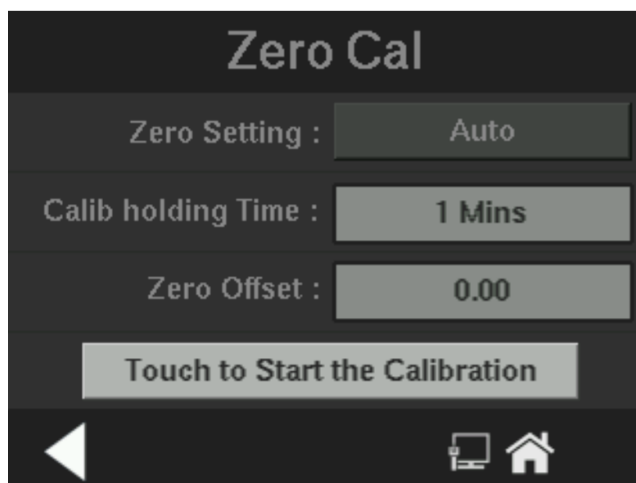 Zero Cal
Zero Setting : Auto
Calib holding Time : 1 Mins
Zero Offset : 0.00
Touch to Start the Calibration